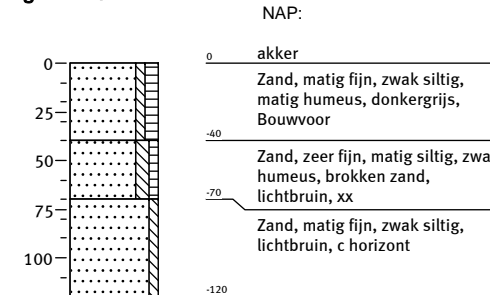 NAP:
0 akker
0
Zand, matig fijn, zwak siltig,
matig humeus, donkergrijs,
Bouwvoor
25
-40
50
Zand, zeer fijn, matig siltig, zwa
humeus, brokken zand,
lichtbruin, xx
-70
75
Zand, matig fijn, zwak siltig,
lichtbruin, c horizont
100
-120